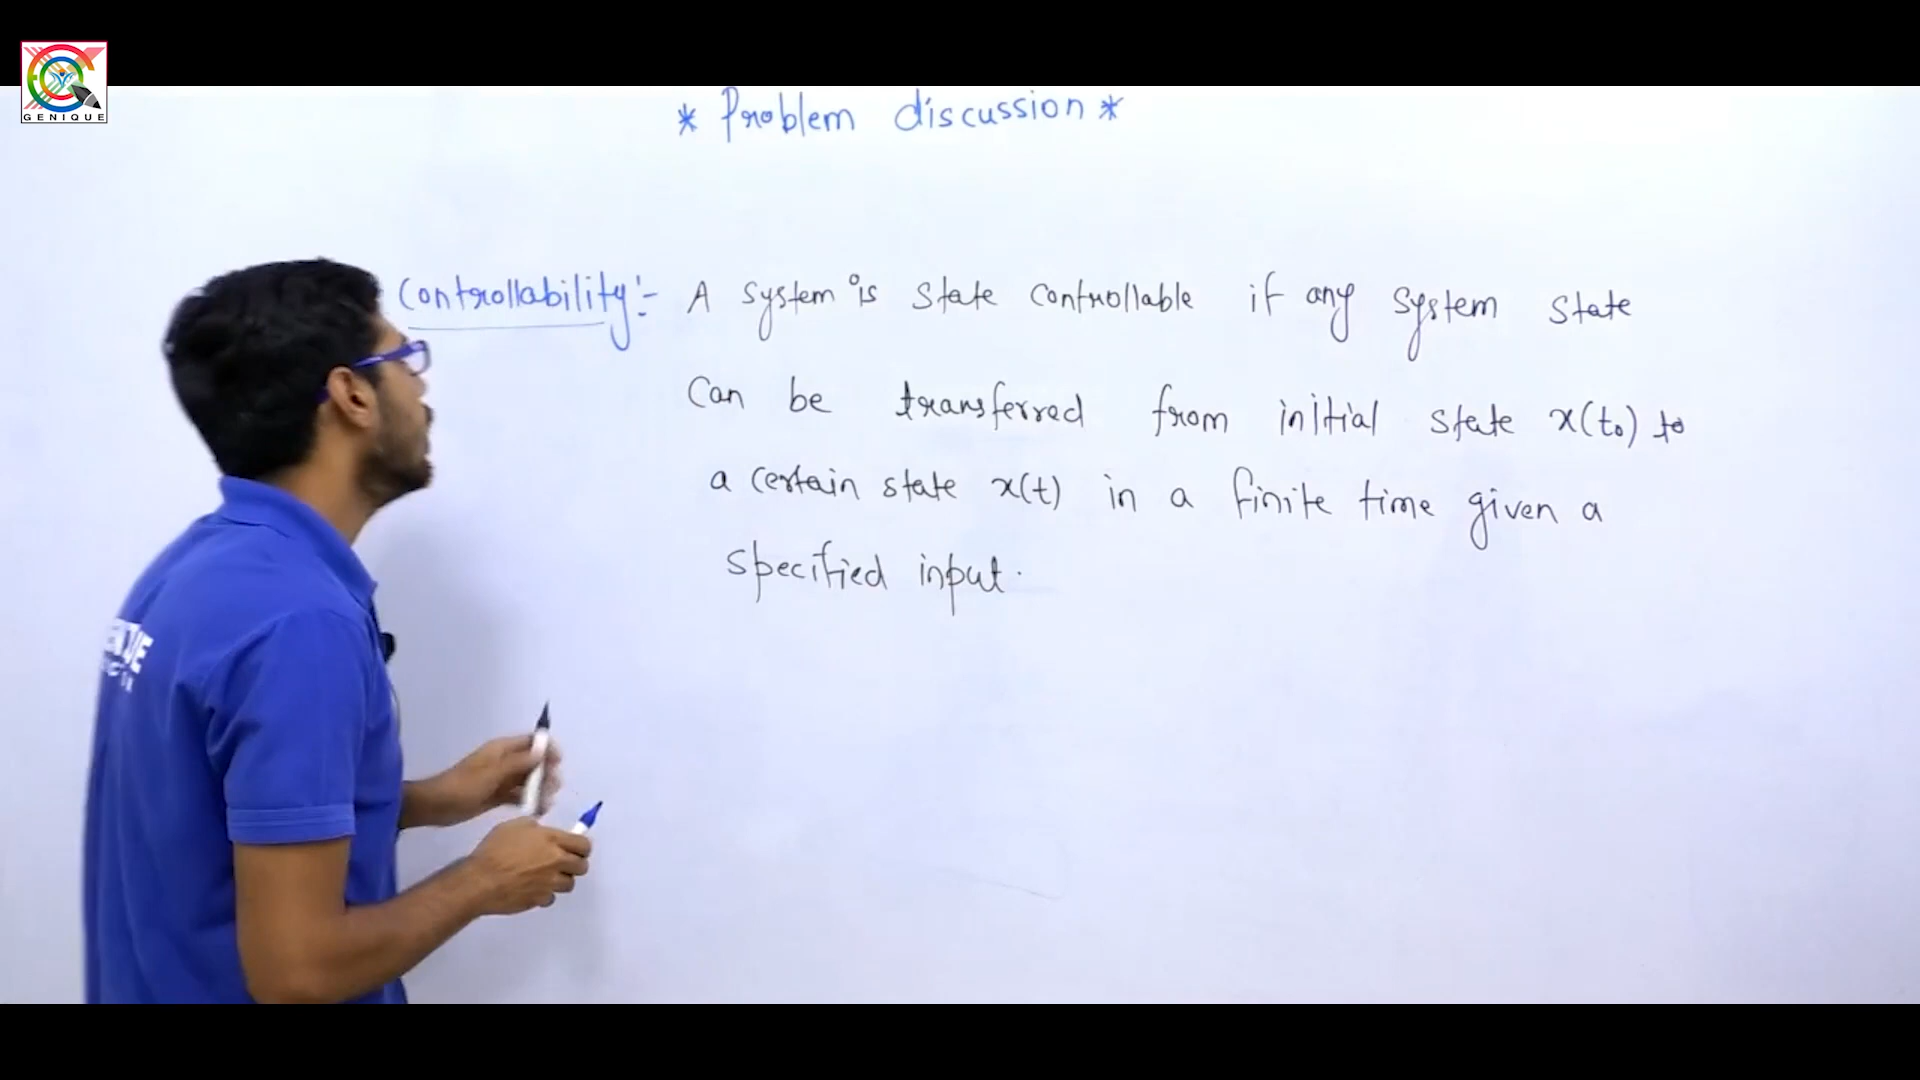 GENIQUE
* Problem discussion *
Controllability:- A system is state controllable if any system state
Can be transferred from initial state x(t₀) to
a certain state x(t) in a finite time given a
specified input.